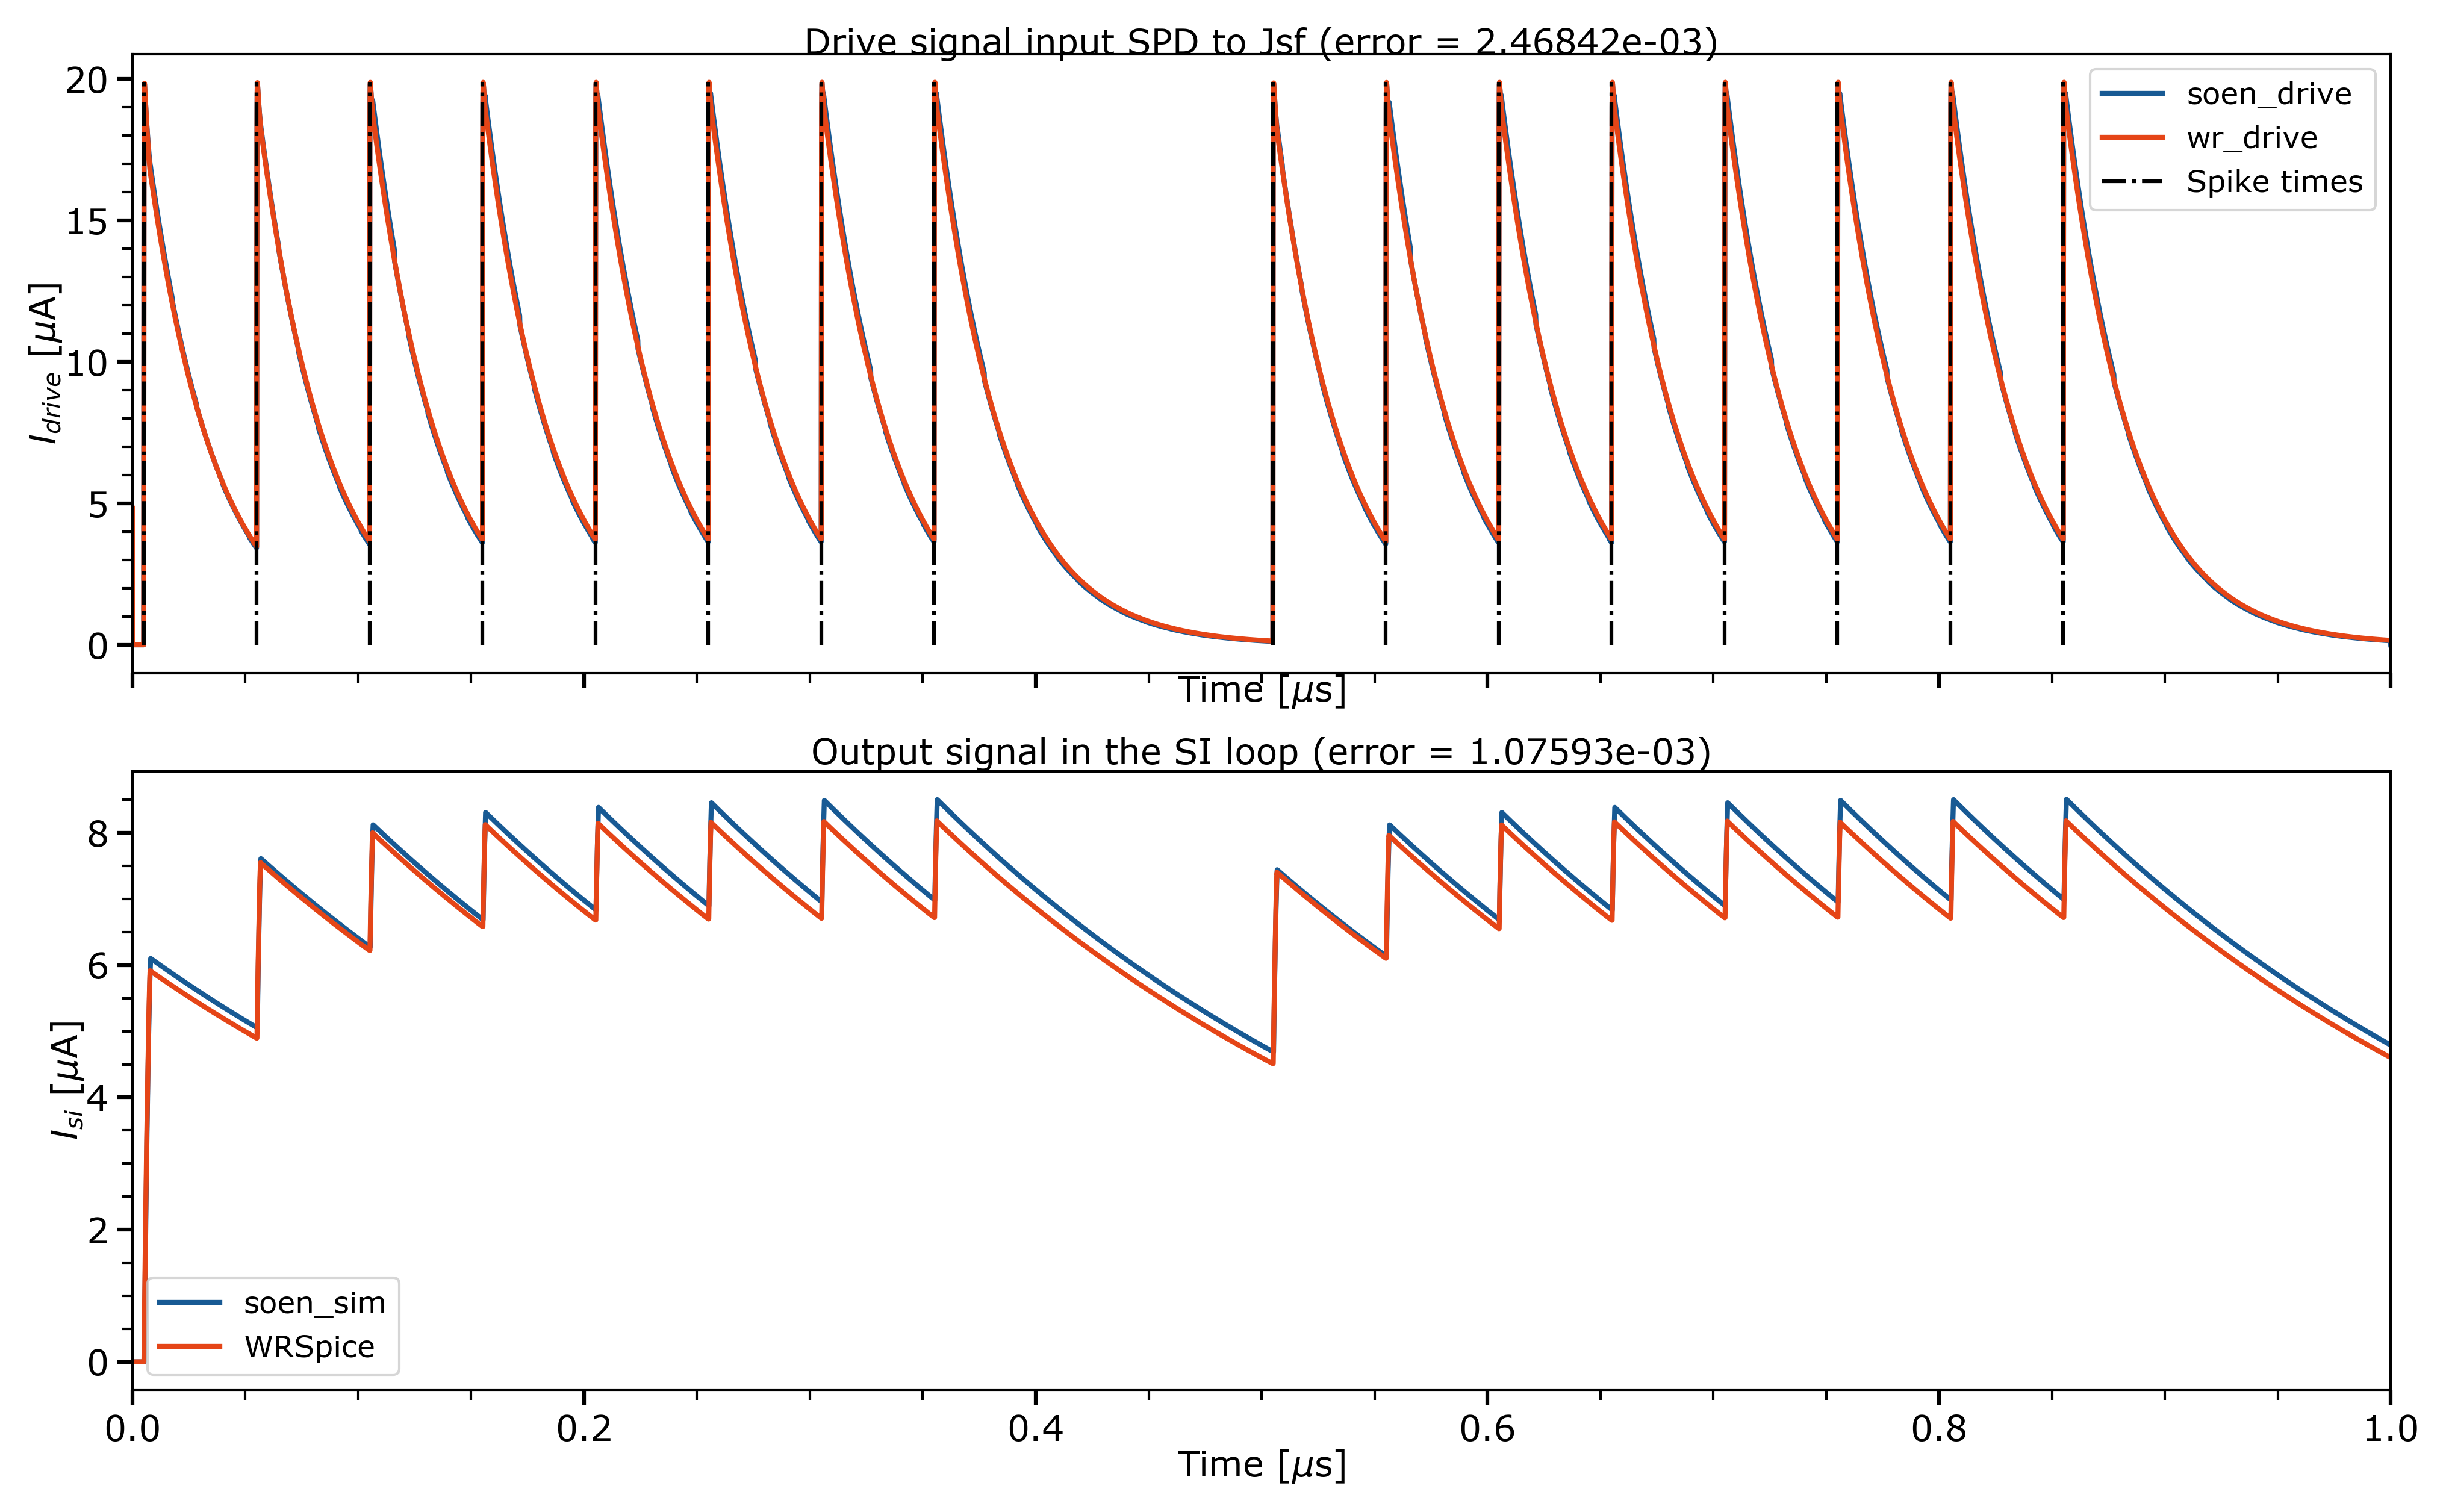 Drive signal input SPD to Jsf (error = 2.46842e-03)
20
15
10
5
0
I_drive [μA]
soen_drive
wr_drive
Spike times
Time [μs]
Output signal in the SI loop (error = 1.07593e-03)
8
6
4
2
0
I_si [μA]
soen_sim
WRSpice
0.0 0.2 0.4 0.6 0.8 1.0
Time [μs]